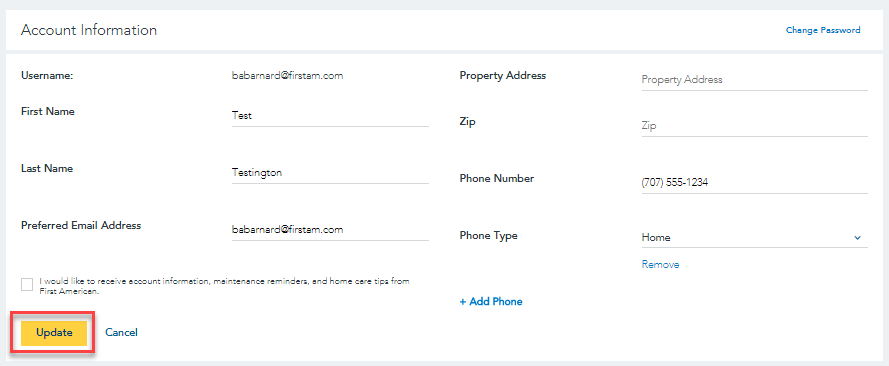 Account Information
Change Password
Username:
babarnard@firstam.com
First Name
Test
Last Name
Testington
Preferred Email Address
babarnard@firstam.com
I would like to receive account information, maintenance reminders, and home care tips from
First American.
Update
Cancel
Property Address
Property Address
Zip
Zip
Phone Number
(707) 555-1234
Phone Type
Home
Remove
+ Add Phone